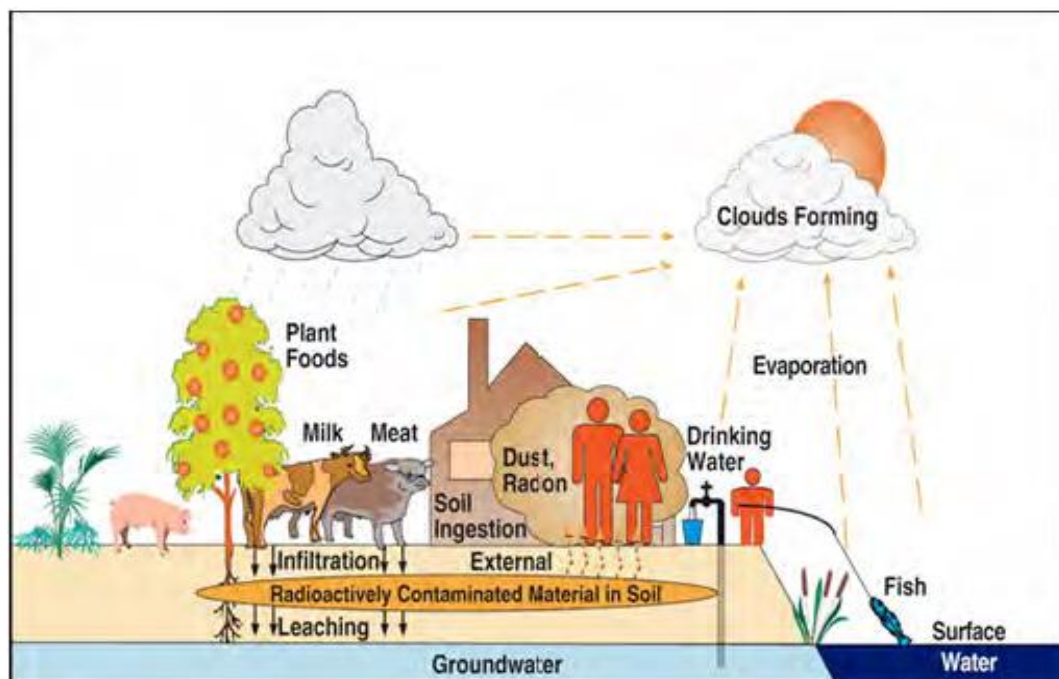 Clouds Forming
Plant
Foods
Evaporation
Milk
Meat
Drinking
Water
Dust,
Radon
Soil
Ingestion
Infiltration
External
Radioactively Contaminated Material in Soil
Leaching
Fish
Surface
Water
Groundwater